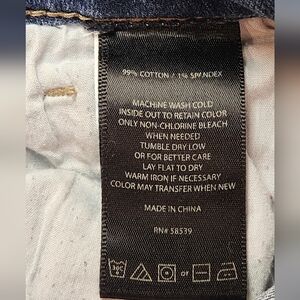 99% COTTON / 1% SPANDEX
MACHINE WASH COLD
INSIDE OUT TO RETAIN COLOR
ONLY NON-CHLORINE BLEACH
WHEN NEEDED
TUMBLE DRY LOW
OR FOR BETTER CARE
LAY FLAT TO DRY
WARM IRON IF NECESSARY
COLOR MAY TRANSFER WHEN NEW
MADE IN CHINA
RN# 58539
or